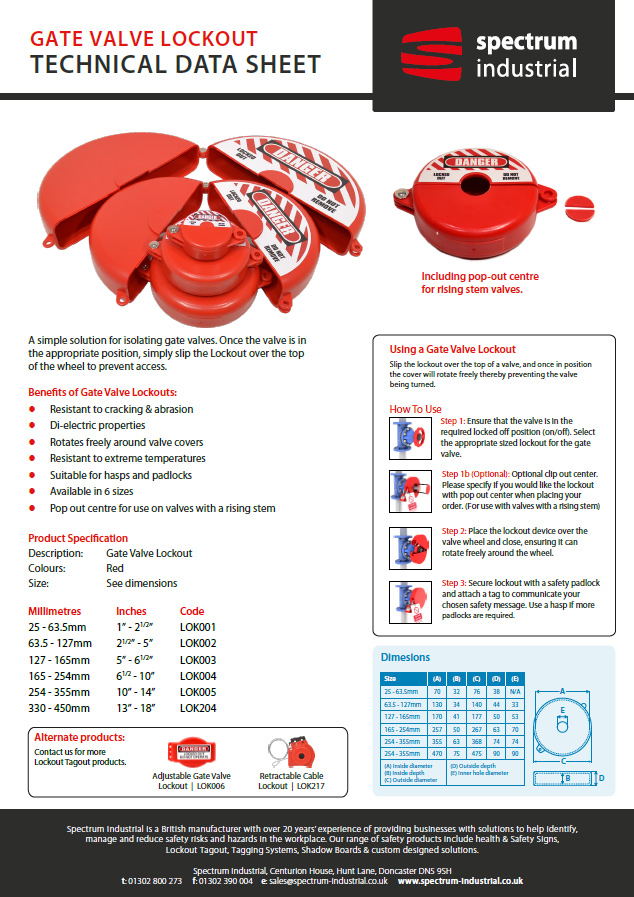 GATE VALVE LOCKOUT
TECHNICAL DATA SHEET
spectrum
industrial
LOCKED OUT
DANGER
DO NOT REMOVE
DANGER
DO NOT REMOVE
DANGER
LOCKED OUT
DO NOT REMOVE
Including pop-out centre
for rising stem valves.
A simple solution for isolating gate valves. Once the valve is in
the appropriate position, simply slip the Lockout over the top
of the wheel to prevent access.
Benefits of Gate Valve Lockouts:
• Resistant to cracking & abrasion
• Di-electric properties
• Rotates freely around valve covers
• Resistant to extreme temperatures
• Suitable for hasps and padlocks
• Available in 6 sizes
• Pop out centre for use on valves with a rising stem
Product Specification
Description: Gate Valve Lockout
Colours: Red
Size: See dimensions
Millimetres Inches Code
25 - 63.5mm 1” - 21/2” LOK001
63.5 - 127mm 21/2” - 5” LOK002
127 - 165mm 5” - 61/2” LOK003
165 - 254mm 61/2 - 10” LOK004
254 - 355mm 10” - 14” LOK005
330 - 450mm 13” - 18” LOK204
Alternate products:
Contact us for more
Lockout Tagout products.
DANGER
Adjustable Gate Valve
Lockout | LOK006
Retractable Cable
Lockout | LOK217
Using a Gate Valve Lockout
Slip the lockout over the top of a valve, and once in position
the cover will rotate freely thereby preventing the valve
being turned.
How To Use
Step 1: Ensure that the valve is in the
required locked off position (on/off). Select
the appropriate sized lockout for the gate
valve.
Step 1b (Optional): Optional clip out center.
Please specify if you would like the lockout
with pop out center when placing your
order. (For use with valves with a rising stem)
Step 2: Place the lockout device over the
valve wheel and close, ensuring it can
rotate freely around the wheel.
Step 3: Secure lockout with a safety padlock
and attach a tag to communicate your
chosen safety message. Use a hasp if more
padlocks are required.
Dimesions
Size (A) (B) (C) (D) (E)
25 - 63.5mm 70 32 76 38 N/A
63.5 - 127mm 130 34 140 44 33
127 - 165mm 170 41 177 50 53
165 - 254mm 257 50 267 63 70
254 - 355mm 355 63 368 74 74
254 - 355mm 470 75 475 90 90
(A) Inside diameter (D) Outside depth
(B) Inside depth (E) Inner hole diameter
(C) Outside diameter
A
E
C
B
D
Spectrum Industrial is a British manufacturer with over 20 years’ experience of providing businesses with solutions to help identify,
manage and reduce safety risks and hazards in the workplace. Our range of safety products include health & Safety Signs,
Lockout Tagout, Tagging Systems, Shadow Boards & custom designed solutions.
Spectrum Industrial, Centurion House, Hunt Lane, Doncaster DN5 9SH
t: 01302 800 273 f: 01302 390 004 e: sales@spectrum-industrial.co.uk www.spectrum-industrial.co.uk